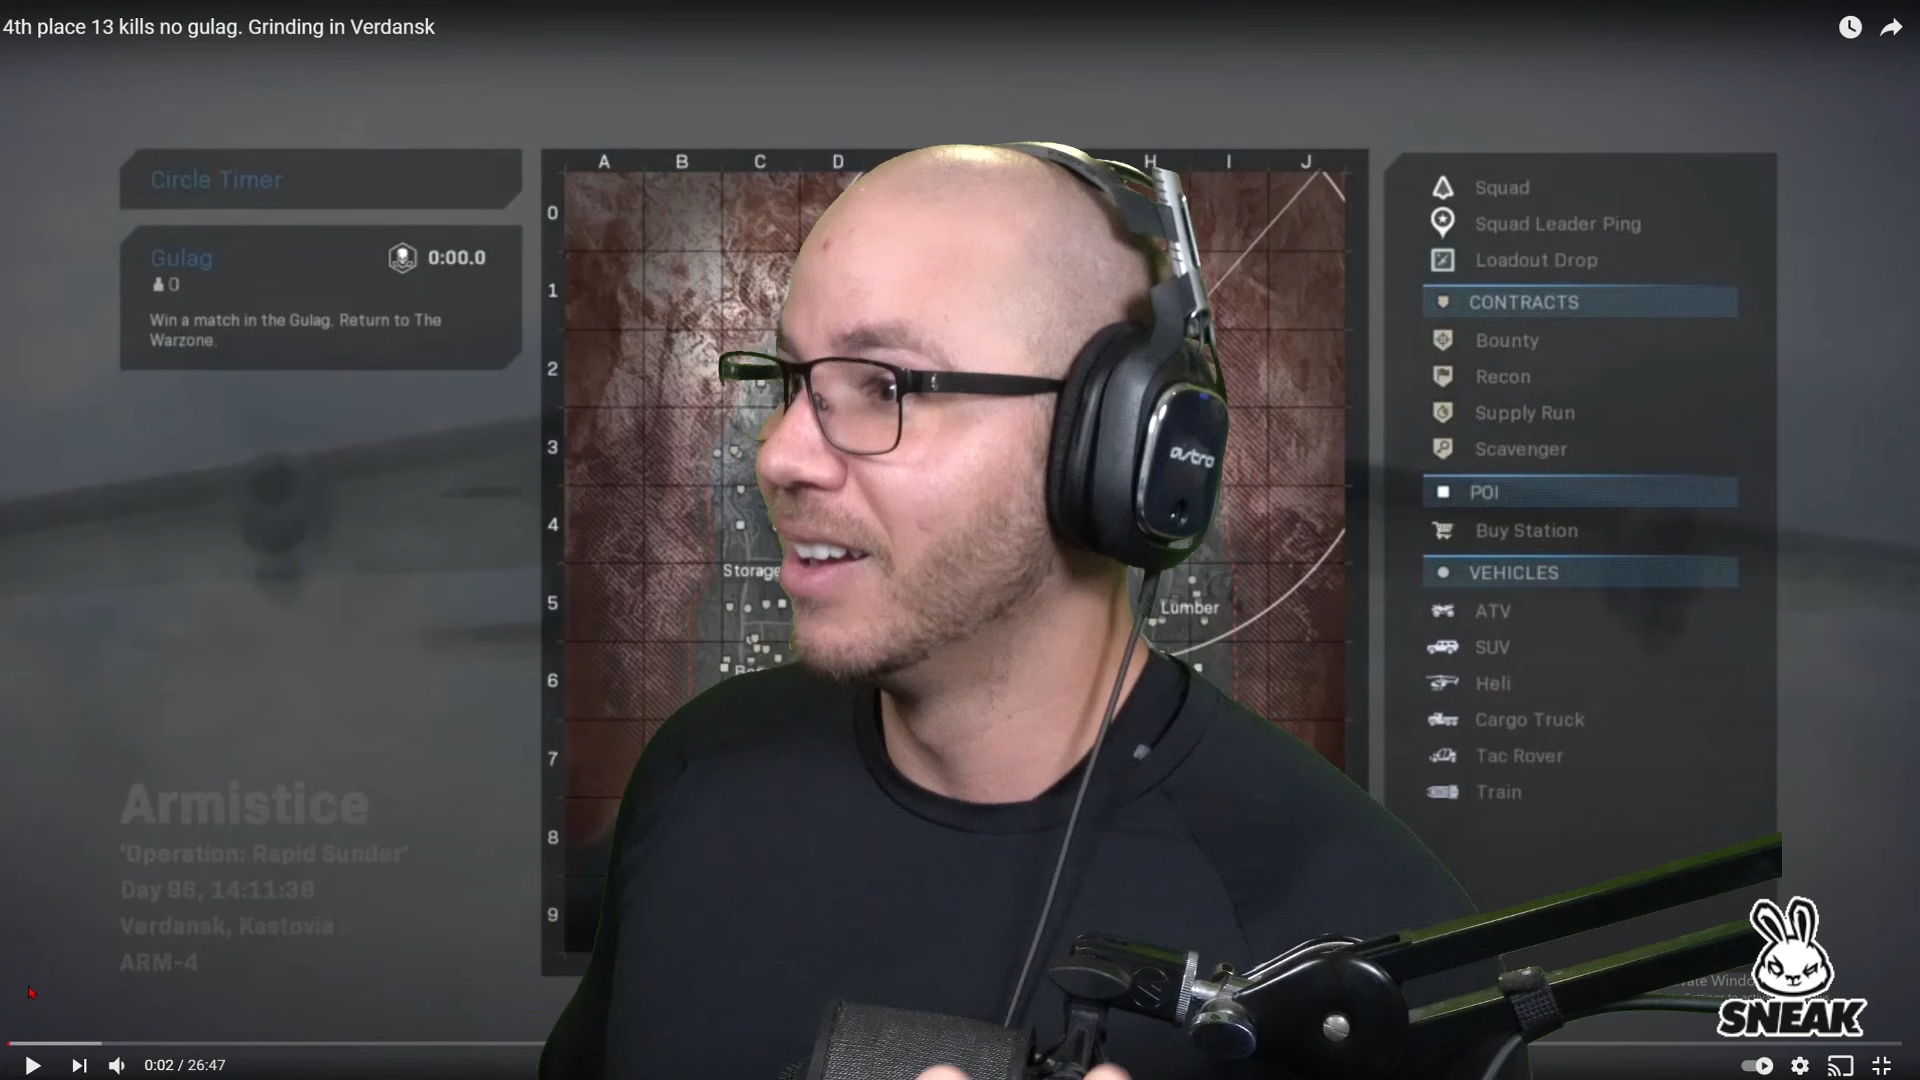 4th place 13 kills no gulag. Grinding in Verdansk
Circle Timer
Gulag
0:00.0
0
Win a match in the Gulag. Return to The
Warzone.
A B C D H I J
0
1
2
3
4
5
6
7
8
9
Storage
Lumber
astro
Squad
Squad Leader Ping
Loadout Drop
CONTRACTS
Bounty
Recon
Supply Run
Scavenger
POI
Buy Station
VEHICLES
ATV
SUV
Heli
Cargo Truck
Tac Rover
Train
Armistice
'Operation: Rapid Sunder'
Day 98, 14:11:38
Verdansk, Kastovia
ARM-4
SNEAK
0:02 / 26:47